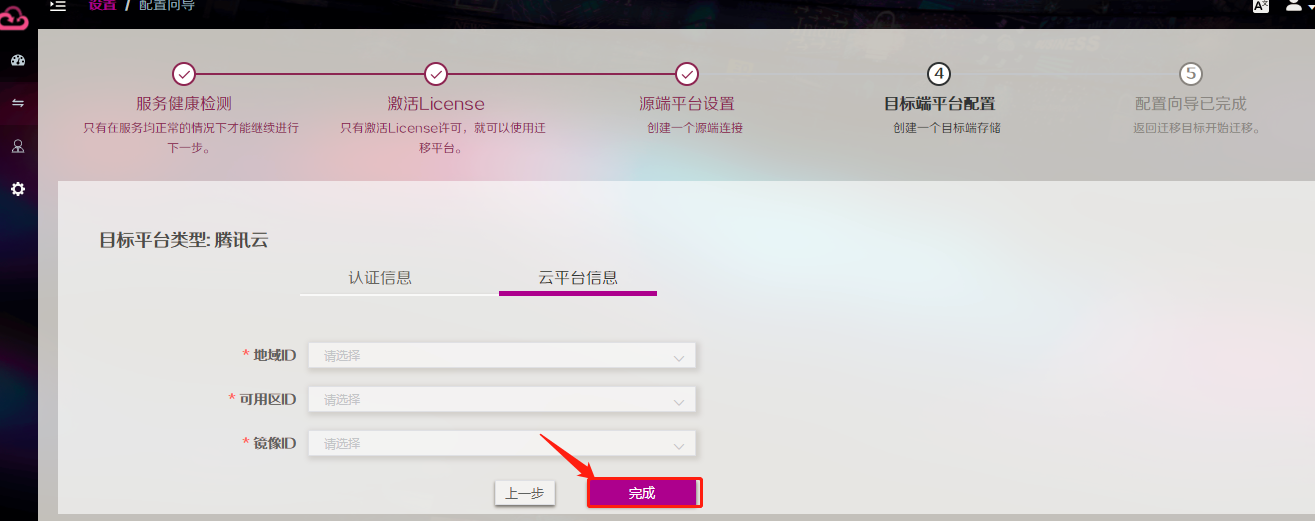 设置 / 配置向导
A文
服务健康检测
只有在服务均正常的情况下才能继续进行
下一步。
激活License
只有激活License许可，就可以使用迁
移平台。
源端平台设置
创建一个源端连接
4
目标端平台配置
创建一个目标端存储
5
配置向导已完成
返回迁移目标开始迁移。
目标平台类型: 腾讯云
认证信息
云平台信息
* 地域ID 请选择
* 可用区ID 请选择
* 镜像ID 请选择
上一步
完成